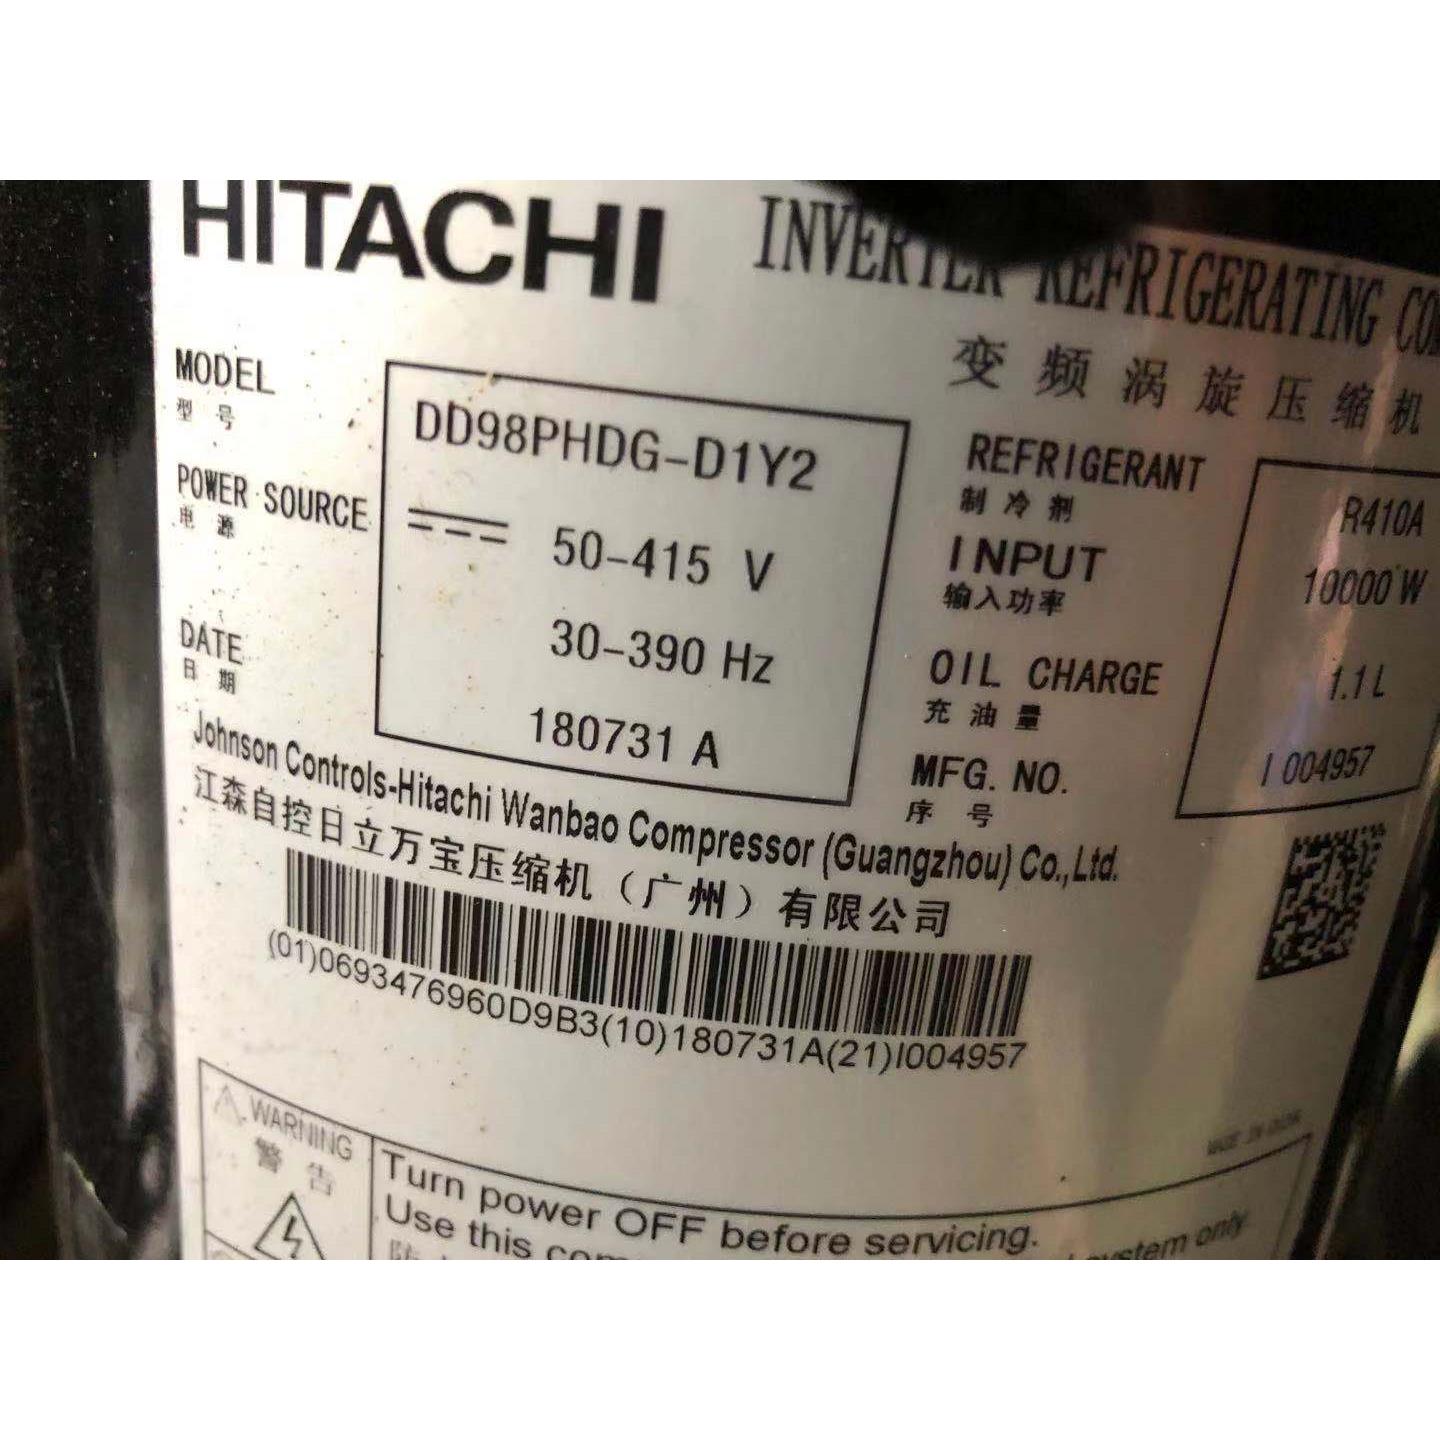 HITACHI
INVERTER REFRIGERATING
变频涡旋压缩机
MODEL
型号
DD98PHDG-D1Y2
POWER SOURCE
电源
50-415 V
30-390 Hz
DATE
日期
180731 A
REFRIGERANT
制冷剂
R410A
INPUT
输入功率
10000 W
OIL CHARGE
充油量
1.1 L
MFG. NO.
序号
I 004957
Johnson Controls-Hitachi Wanbao Compressor (Guangzhou) Co.,Ltd.
江森自控日立万宝压缩机（广州）有限公司
(01)0693476960D9B3(10)180731A(21)I004957
WARNING
警告
Turn power OFF before servicing.
Use this system only